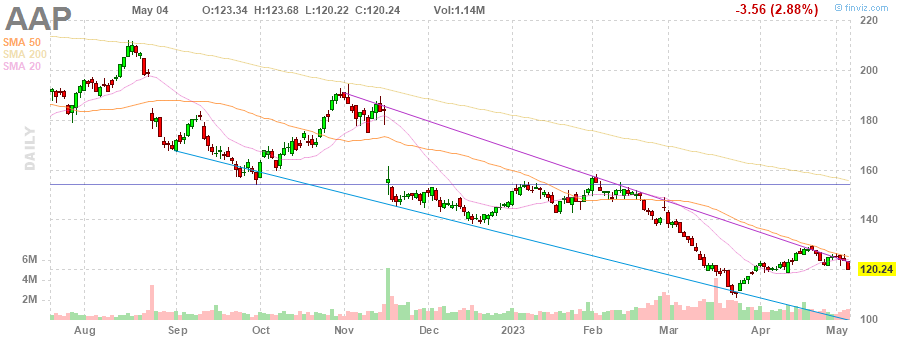 AAP May 04 O:123.34 H:123.68 L:120.22 C:120.24 Vol:1.14M -3.56 (2.88%) © finviz.com
SMA 50
SMA 200
SMA 20
DAILY
220
200
180
160
140
120.24
100
6M
4M
2M
Aug Sep Oct Nov Dec 2023 Feb Mar Apr May